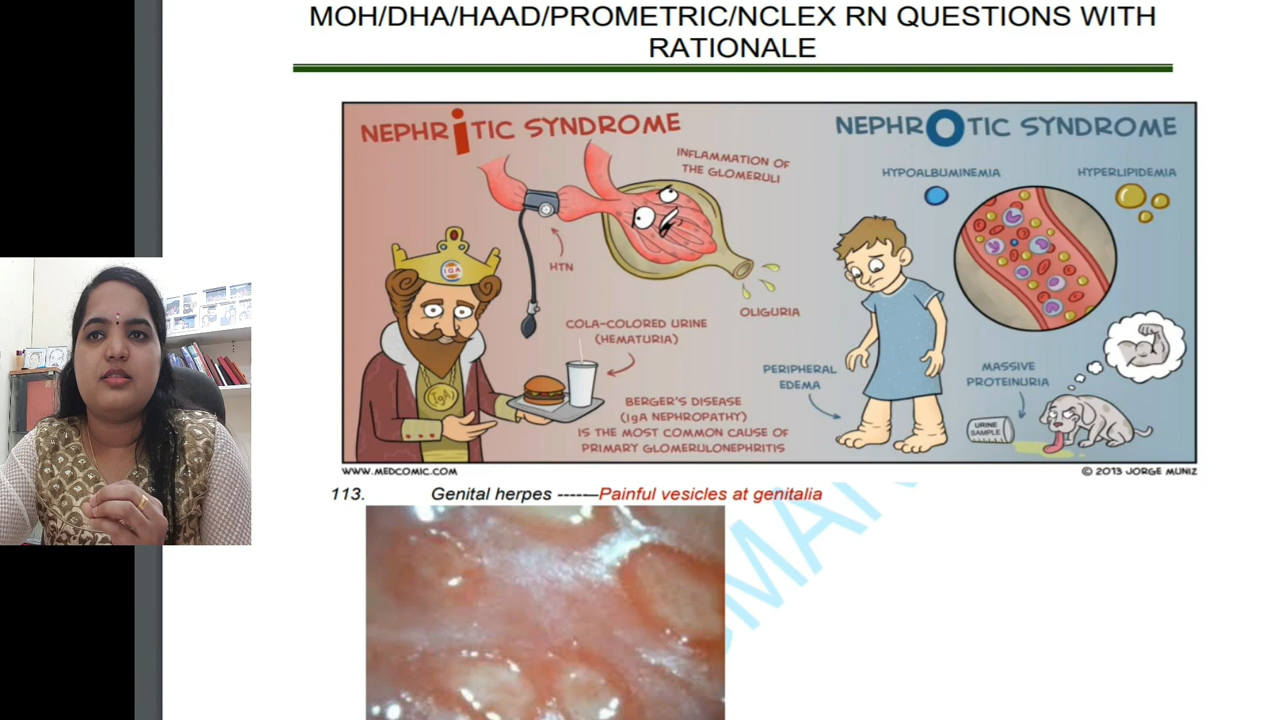 MOH/DHA/HAAD/PROMETRIC/NCLEX RN QUESTIONS WITH
RATIONALE
NEPHRiTIC SYNDROME
NEPHROTIC SYNDROME
INFLAMMATION OF
THE GLOMERULI
HYPOALBUMINEMIA
HYPERLIPIDEMIA
IGA
HTN
OLIGURIA
COLA-COLORED URINE
(HEMATURIA)
PERIPHERAL
EDEMA
MASSIVE
PROTEINURIA
IgA
BERGER'S DISEASE
(IgA NEPHROPATHY)
IS THE MOST COMMON CAUSE OF
PRIMARY GLOMERULONEPHRITIS
URINE
SAMPLE
WWW.MEDCOMIC.COM
© 2013 JORGE MUNIZ
113. Genital herpes ------Painful vesicles at genitalia